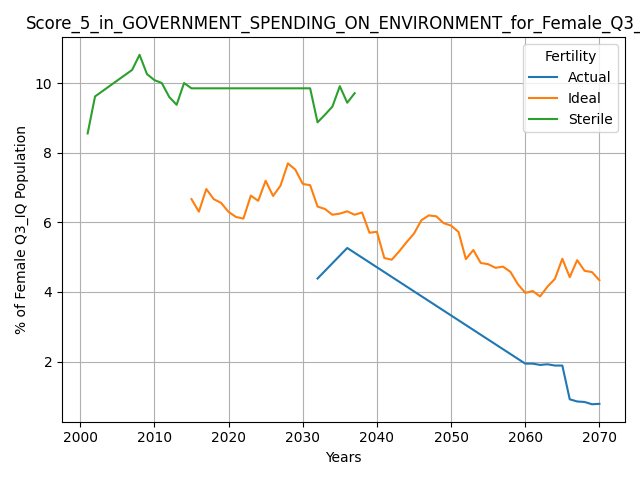 Score_5_in_GOVERNMENT_SPENDING_ON_ENVIRONMENT_for_Female_Q3_
Fertility
Actual
Ideal
Sterile
% of Female Q3_IQ Population
10
8
6
4
2
2000 2010 2020 2030 2040 2050 2060 2070
Years